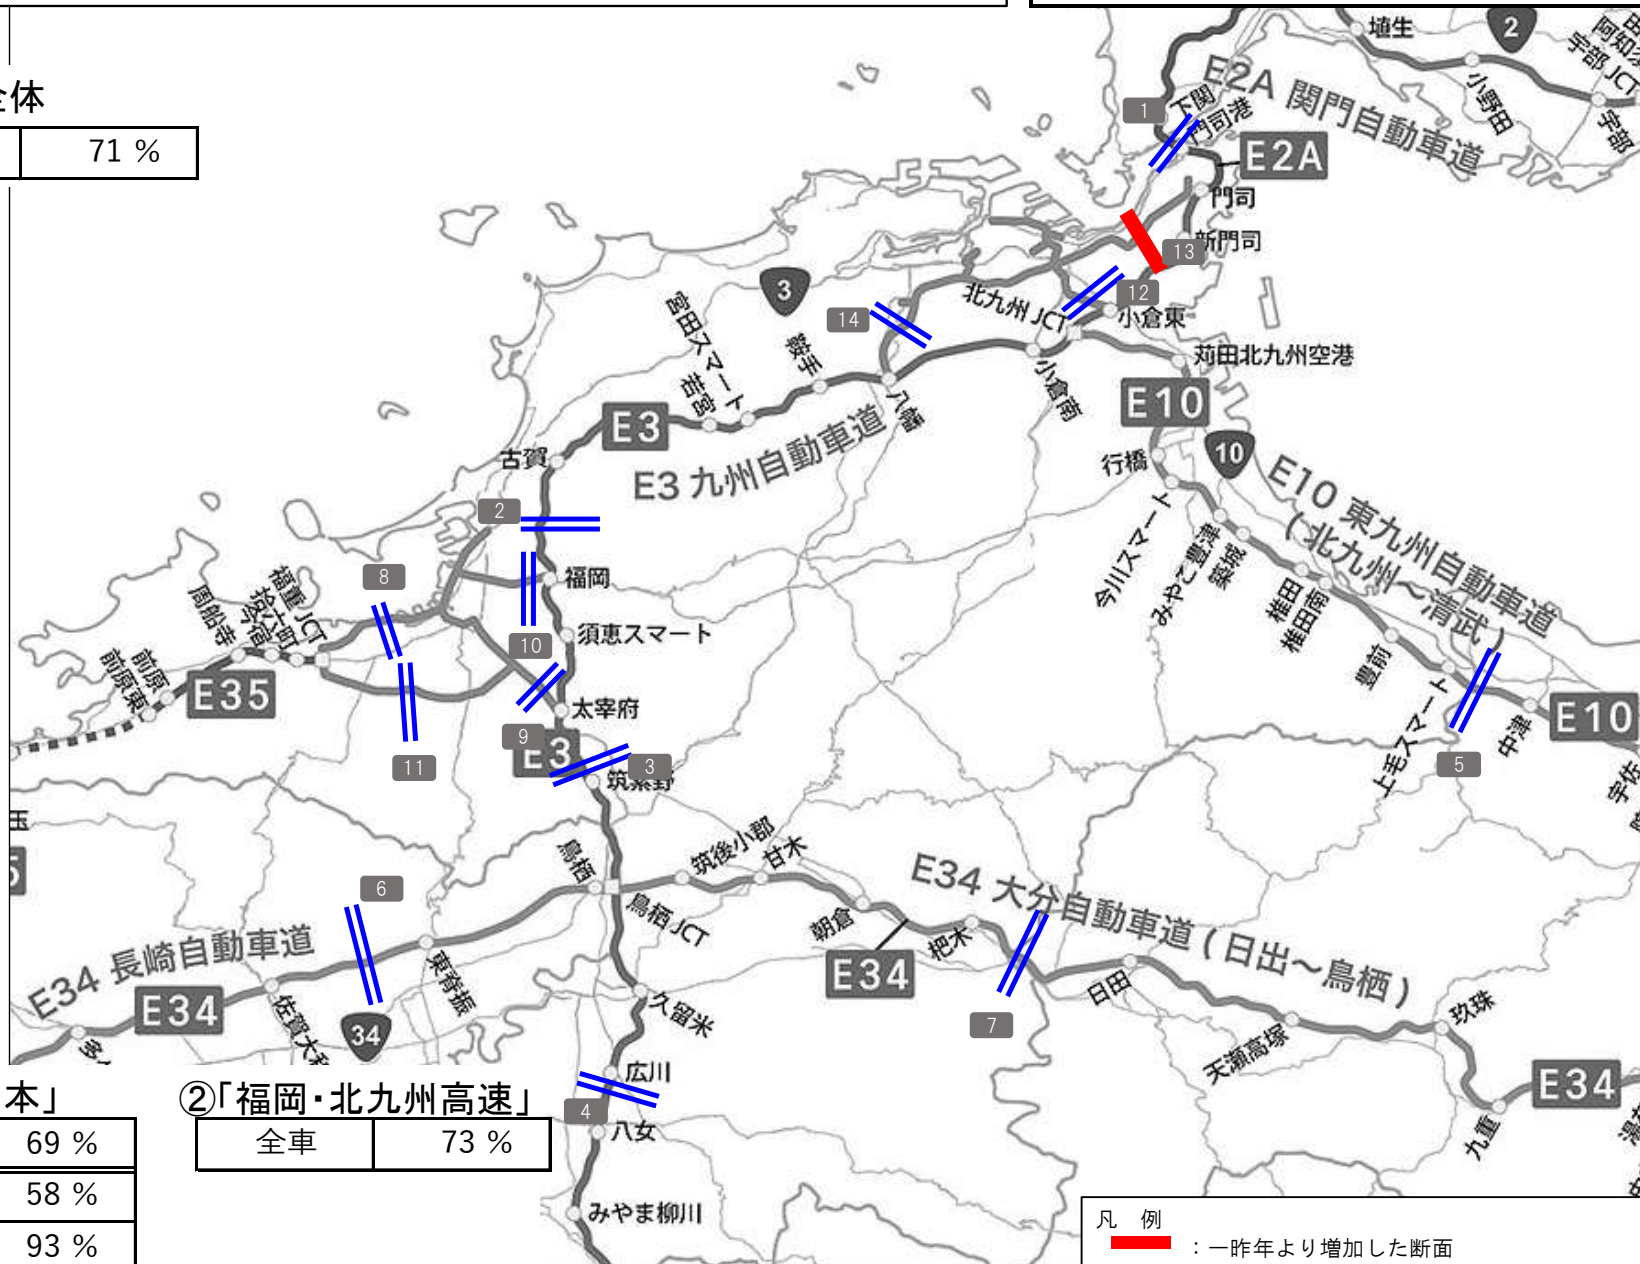 全体
71 %
埴生
2
宇部 JCT
小野田
宇部
E2A 関門自動車道
1
下関
門司港
E2A
門司
新門司
13
12
小倉東
北九州 JCT
14
3
宮田スマート
若宮
鞍手
八幡
小倉南
苅田北九州空港
E10
E3
古賀
E3 九州自動車道
行橋
10
E10 東九州自動車道
( 北九州～清武 )
今川スマート
みやこ豊津
築城
椎田
椎田南
豊前
上毛スマート
中津
E10
宇佐
5
2
福岡
8
福重 JCT
拾六町
今宿
周船寺
前原
前原東
E35
10
須恵スマート
太宰府
9
E3
3
筑紫野
11
玉
6
鳥栖
筑後小郡
甘木
鳥栖 JCT
朝倉
杷木
E34 大分自動車道 ( 日出～鳥栖 )
E34
日田
7
天瀬高塚
玖珠
九重
E34
E34 長崎自動車道
E34
東脊振
佐賀大和
34
久留米
広川
4
八女
みやま柳川
本」
69 %
58 %
93 %
②「福岡・北九州高速」
全車 73 %
凡 例
：一昨年より増加した断面